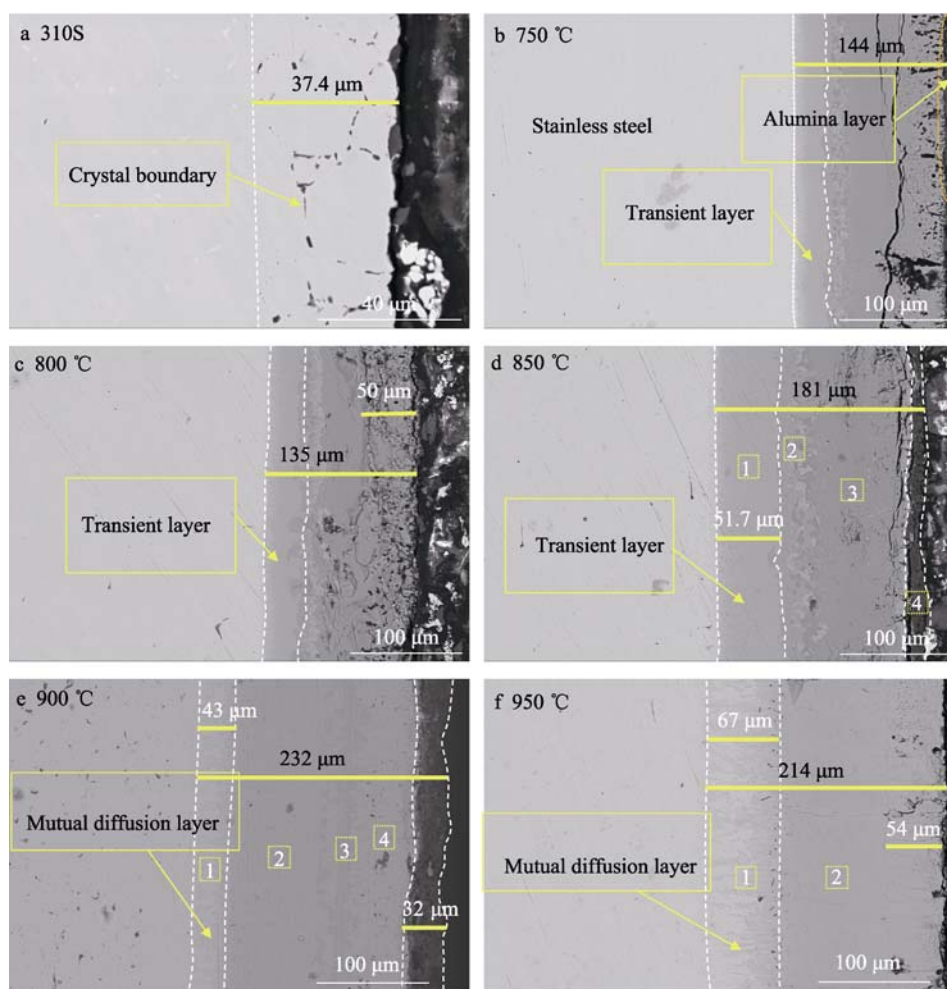 a 310S
37.4 μm
Crystal boundary
40 μm
b 750 ℃
144 μm
Stainless steel
Alumina layer
Transient layer
100 μm
c 800 ℃
50 μm
135 μm
Transient layer
100 μm
d 850 ℃
181 μm
1
2
3
51.7 μm
Transient layer
4
100 μm
e 900 ℃
43 μm
232 μm
Mutual diffusion layer
1
2
3
4
32 μm
100 μm
f 950 ℃
67 μm
214 μm
54 μm
Mutual diffusion layer
1
2
100 μm